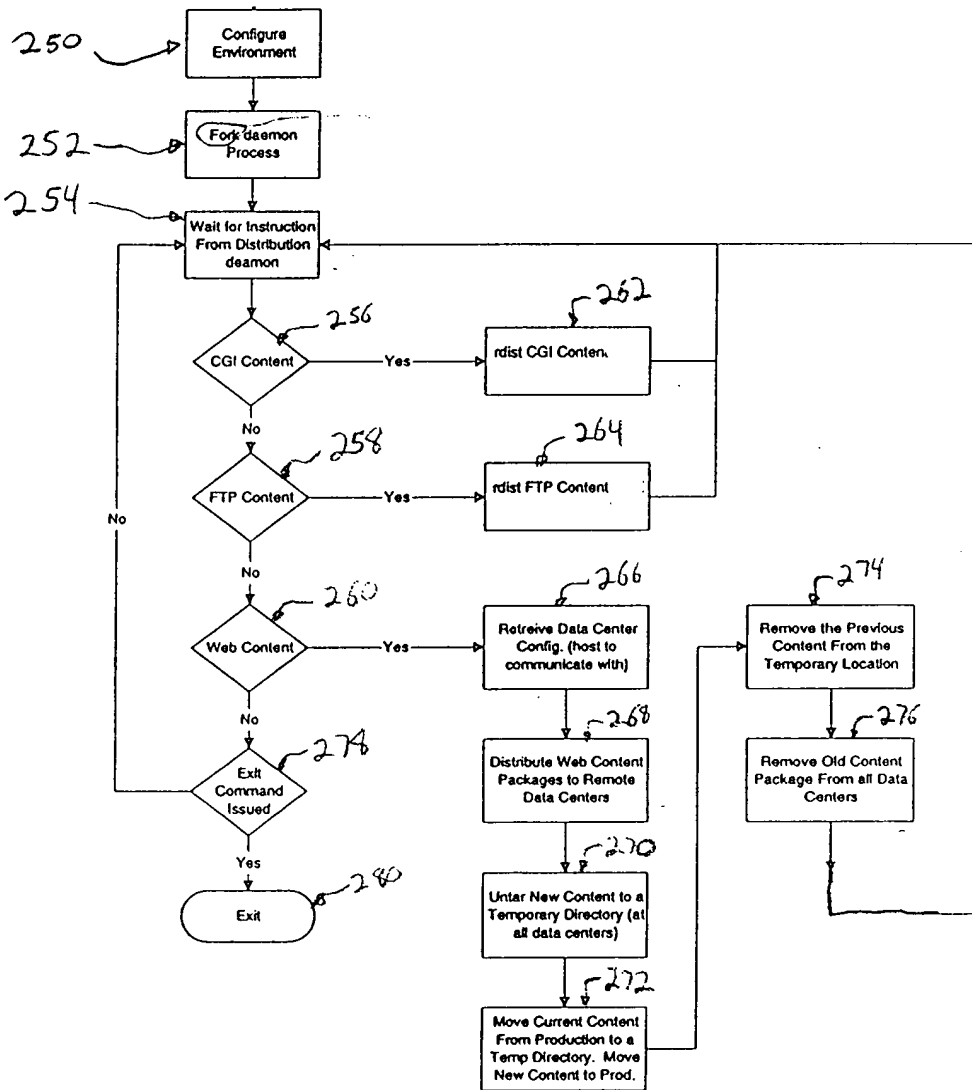 250
Configure
Environment
252
Fork daemon
Process
254
Wait for Instruction
From Distribution
deamon
256
CGI Content
Yes
262
rdist CGI Content
No
258
FTP Content
Yes
264
rdist FTP Content
No
No
260
Web Content
Yes
266
Retreive Data Center
Config. (host to
communicate with)
274
Remove the Previous
Content From the
Temporary Location
No
278
Exit
Command
Issued
268
Distribute Web Content
Packages to Remote
Data Centers
276
Remove Old Content
Package From all Data
Centers
Yes
280
Exit
270
Untar New Content to a
Temporary Directory (at
all data centers)
272
Move Current Content
From Production to a
Temp Directory. Move
New Content to Prod.